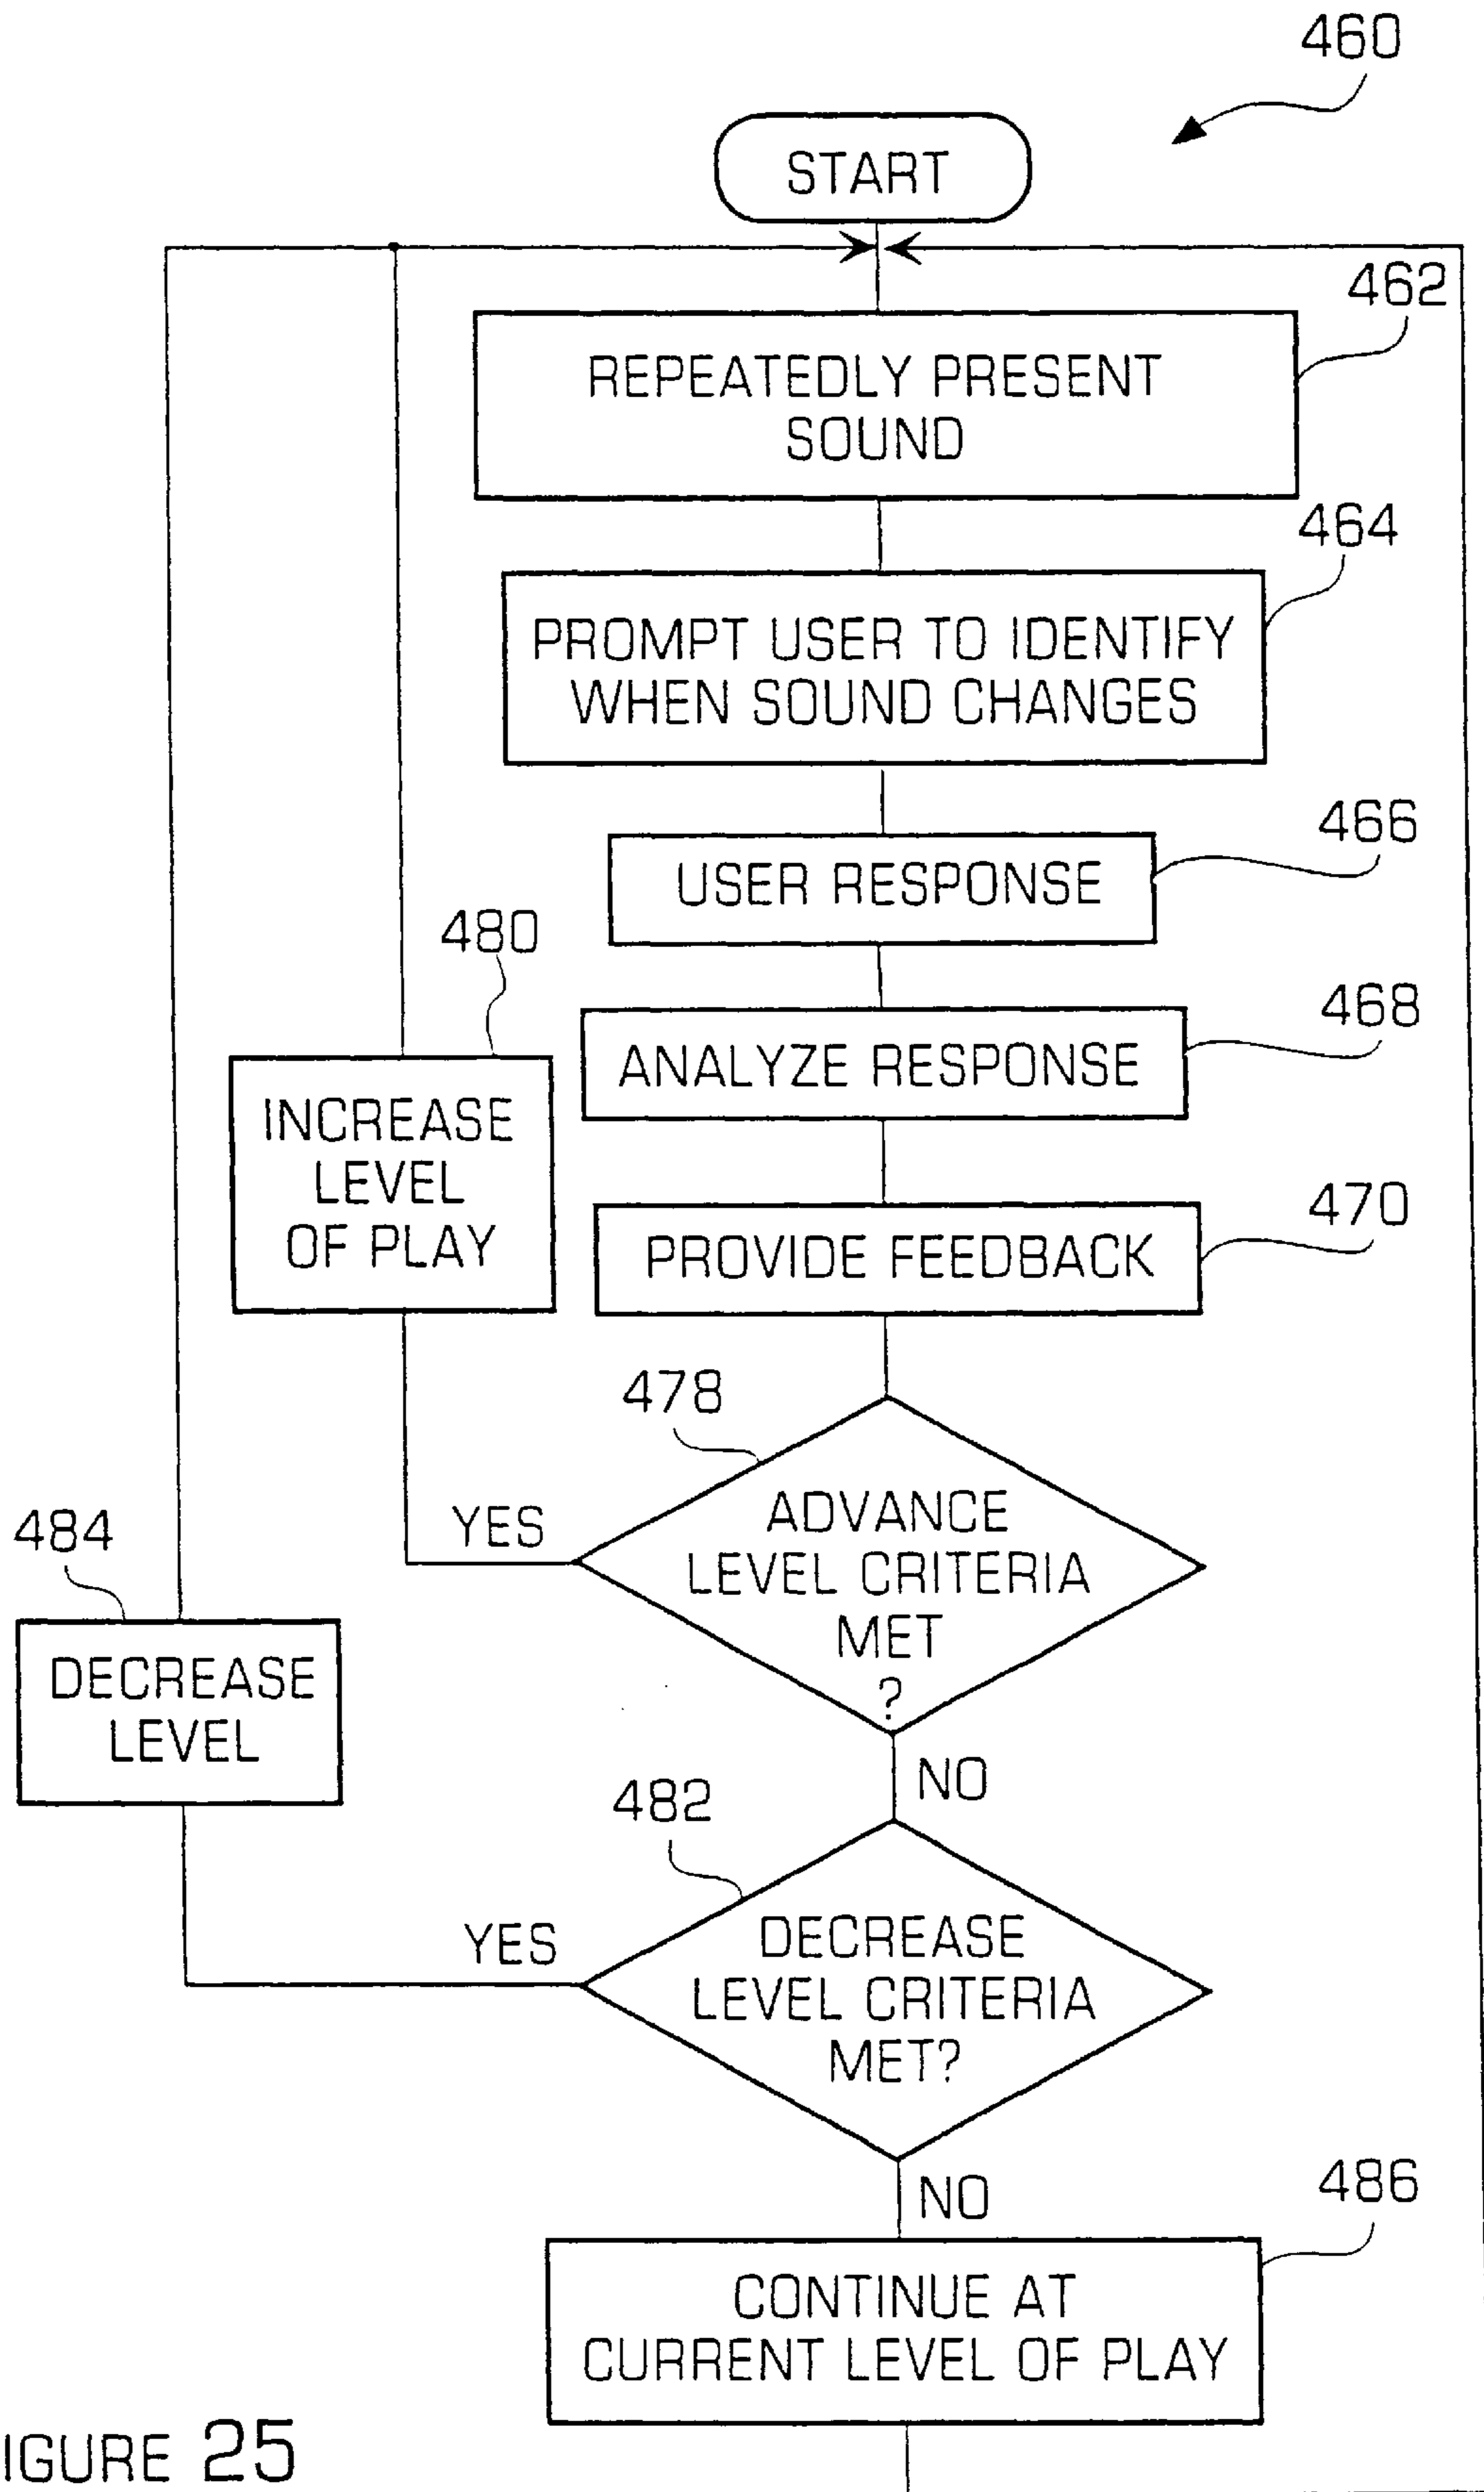 460
START
462
REPEATEDLY PRESENT
SOUND
464
PROMPT USER TO IDENTIFY
WHEN SOUND CHANGES
466
USER RESPONSE
480
468
ANALYZE RESPONSE
INCREASE
LEVEL
OF PLAY
470
PROVIDE FEEDBACK
478
YES
ADVANCE
LEVEL CRITERIA
MET
?
484
DECREASE
LEVEL
NO
482
YES
DECREASE
LEVEL CRITERIA
MET?
NO
486
CONTINUE AT
CURRENT LEVEL OF PLAY
IGURE 25